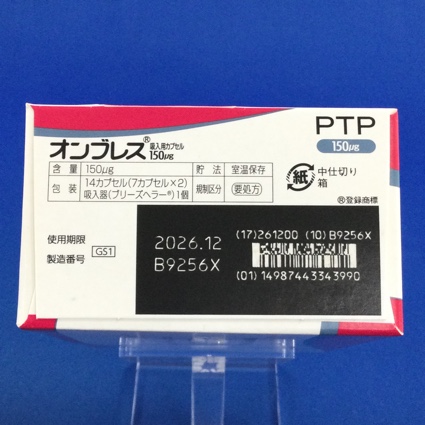 オンブレス® 吸入用カプセル 150μg
PTP
150μg
含量 150μg 貯法 室温保存
包装 14カプセル(7カプセル×2) 吸入器(ブリーズヘラー®)1個 規制区分 要処方
紙 中仕切り 箱
®登録商標
使用期限 2026.12
製造番号 GS1 B9256X
(17)261200 (10)B9256X
(01)14987443343990